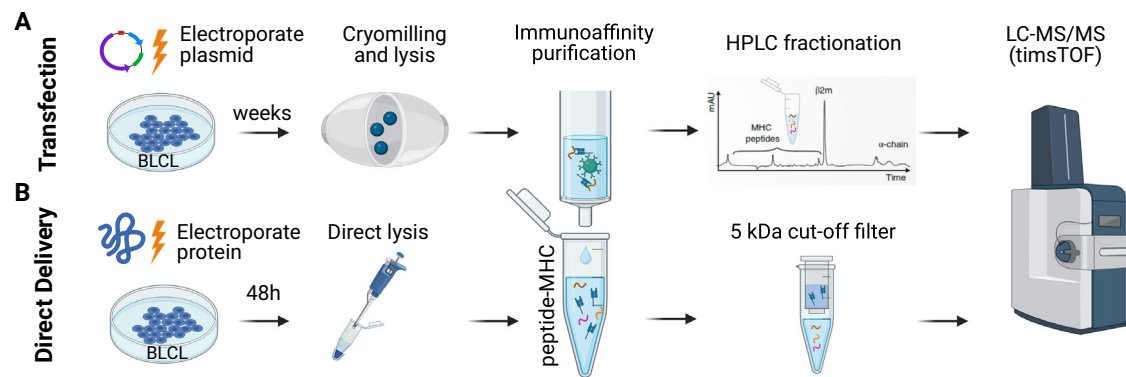 A
Transfection
Electroporate
plasmid
BLCL
weeks
Cryomilling
and lysis
Immunoaffinity
purification
HPLC fractionation
mAU
MHC
peptides
β2m
α-chain
Time
LC-MS/MS
(timsTOF)
B
Direct Delivery
Electroporate
protein
BLCL
48h
Direct lysis
peptide-MHC
5 kDa cut-off filter